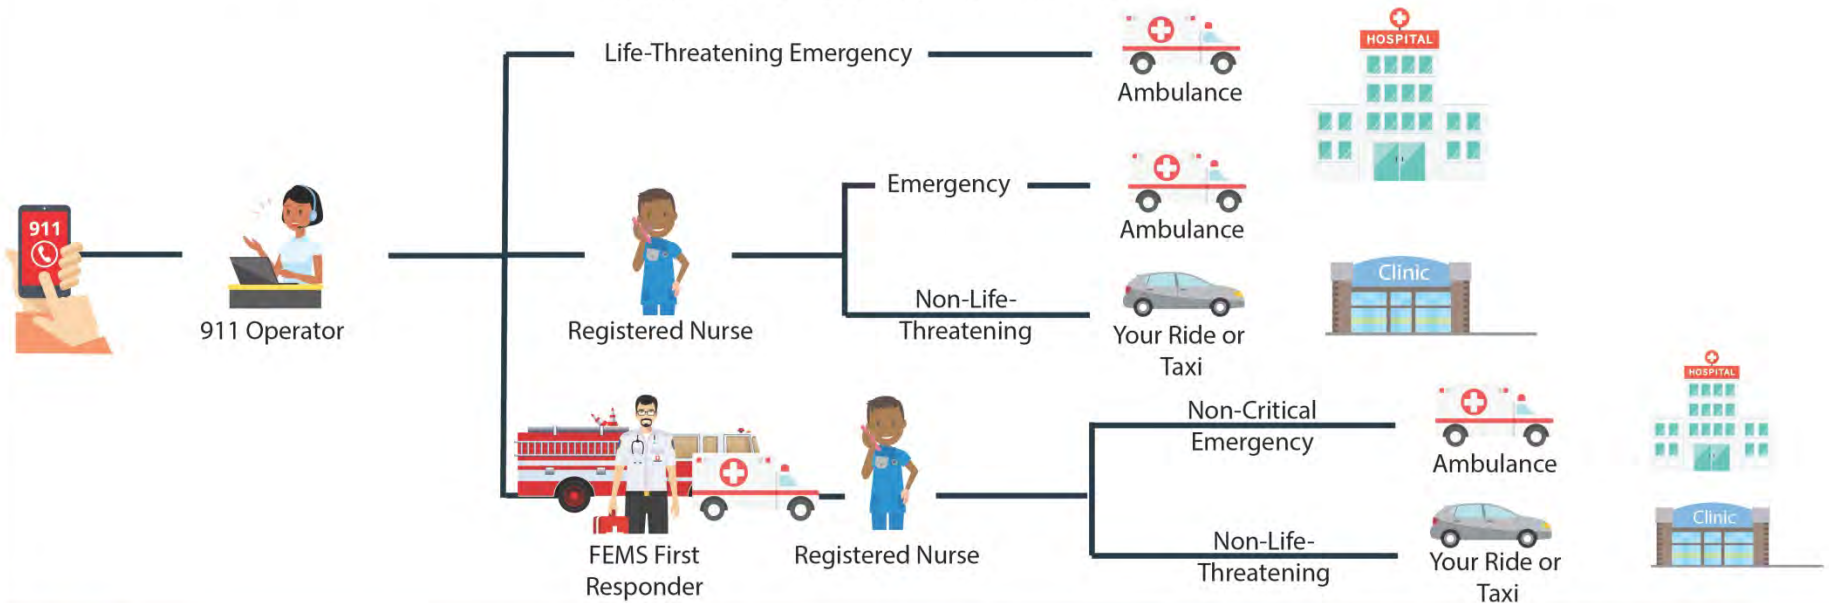 Life-Threatening Emergency
Ambulance
HOSPITAL
911
911 Operator
Registered Nurse
Emergency
Ambulance
Non-Life-
Threatening
Your Ride or
Taxi
Clinic
FEMS First
Responder
Registered Nurse
Non-Critical
Emergency
Ambulance
HOSPITAL
Non-Life-
Threatening
Your Ride or
Taxi
Clinic